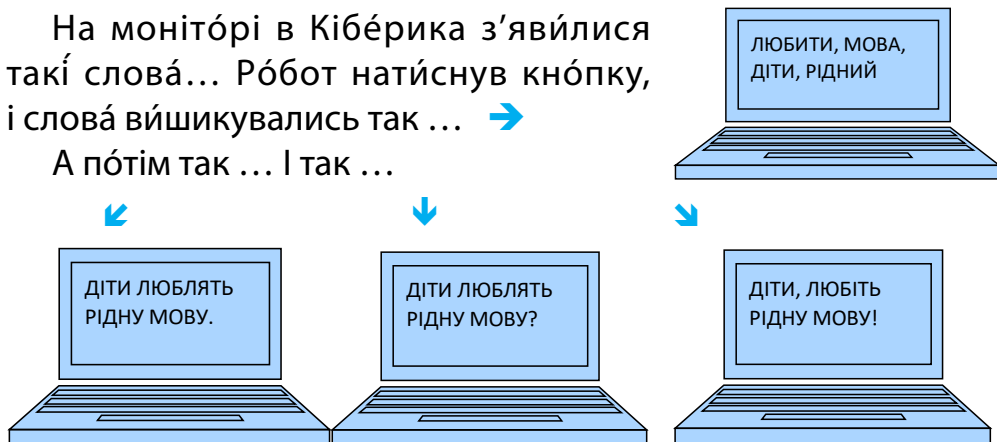 На моніто́рі в Кібе́рика з’яви́лися
такі́ слова́… Ро́бот нати́снув кно́пку,
і слова́ ви́шикувались так …
А по́тім так … І так …
ЛЮБИТИ, МОВА,
ДІТИ, РІДНИЙ
ДІТИ ЛЮБЛЯТЬ
РІДНУ МОВУ.
ДІТИ ЛЮБЛЯТЬ
РІДНУ МОВУ?
ДІТИ, ЛЮБІТЬ
РІДНУ МОВУ!